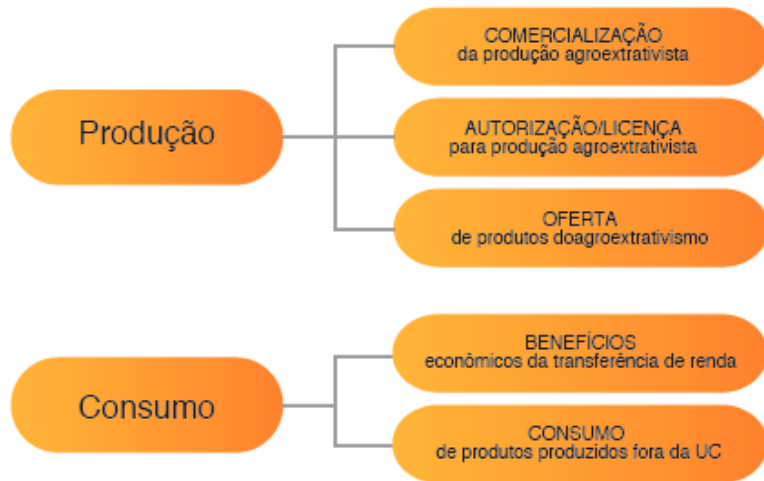 Produção
COMERCIALIZAÇÃO
da produção agroextrativista
AUTORIZAÇÃO/LICENÇA
para produção agroextrativista
OFERTA
de produtos doagroextrativismo
Consumo
BENEFÍCIOS
econômicos da transferência de renda
CONSUMO
de produtos produzidos fora da UC